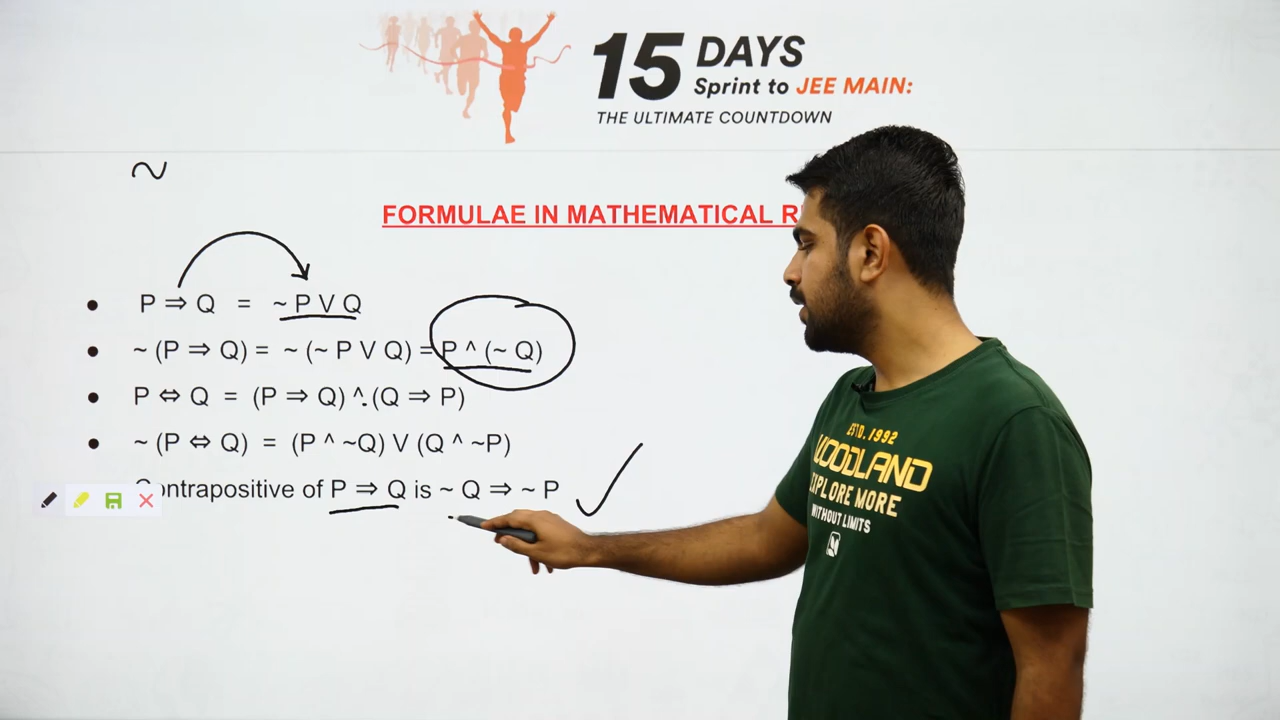 15 DAYS
Sprint to JEE MAIN:
THE ULTIMATE COUNTDOWN
~
FORMULAE IN MATHEMATICAL
• P ⇒ Q = ~ P V Q
• ~ (P ⇒ Q) = ~ (~ P V Q) = P ^ (~ Q)
• P ⇔ Q = (P ⇒ Q) ^ (Q ⇒ P)
• ~ (P ⇔ Q) = (P ^ ~Q) V (Q ^ ~P)
ontrapositive of P ⇒ Q is ~ Q ⇒ ~ P
ESTD. 1992
WOODLAND
EXPLORE MORE
WITHOUT LIMITS